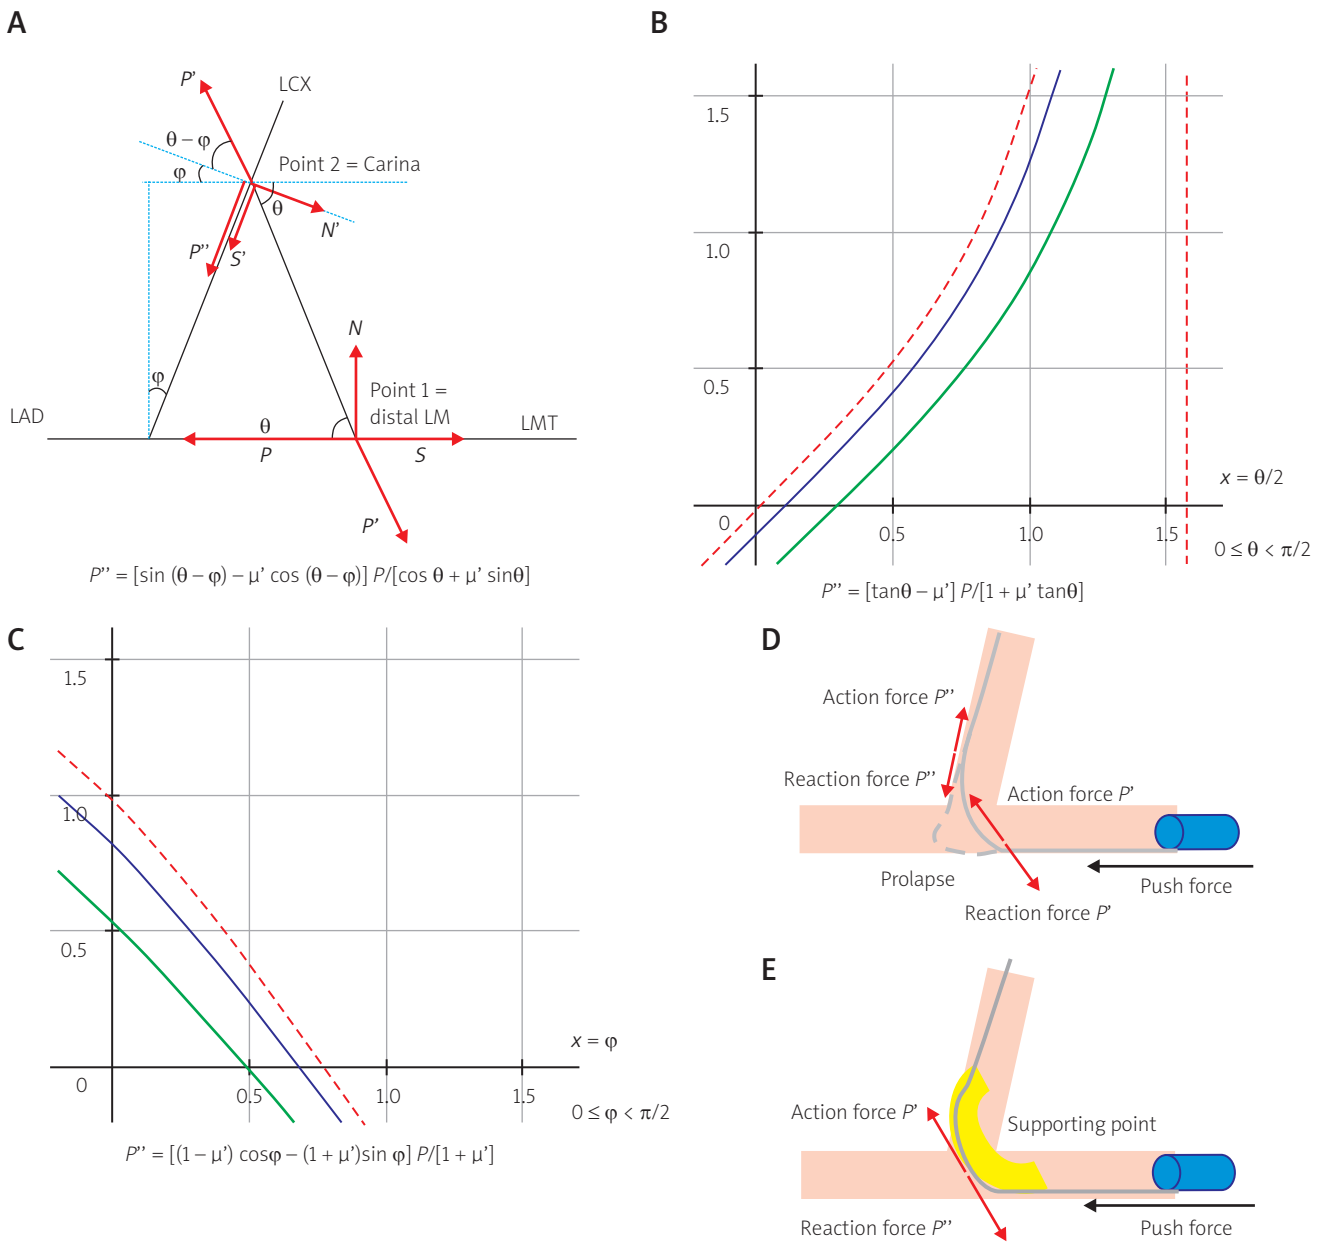 A
P’
LCX
θ – φ
φ
Point 2 = Carina
θ
N’
P’’
S’
N
φ
Point 1 =
distal LM
LAD
θ
LMT
P
S
P’
P’’ = [sin (θ – φ) – μ’ cos (θ – φ)] P/[cos θ + μ’ sinθ]
B
1.5
1.0
0.5
x = θ/2
0
0.5
1.0
1.5
0 ≤ θ < π/2
P’’ = [tanθ – μ’] P/[1 + μ’ tanθ]
C
1.5
1.0
0.5
x = φ
0
0.5
1.0
1.5
0 ≤ φ < π/2
P’’ = [(1 – μ’) cosφ – (1 + μ’)sin φ] P/[1 + μ’]
D
Action force P’’
Reaction force P’’
Action force P’
Prolapse
Push force
Reaction force P’
E
Action force P’
Supporting point
Reaction force P’’
Push force